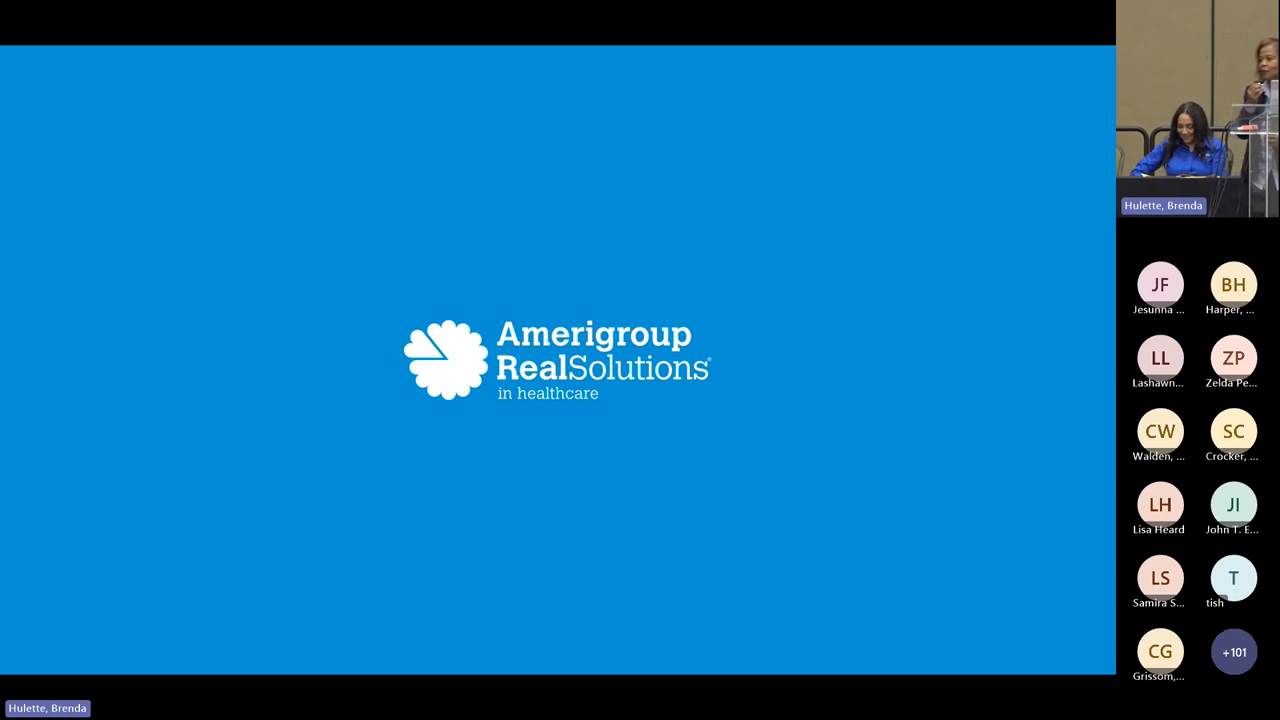 Amerigroup
RealSolutions®
in healthcare
Hulette, Brenda
JF
BH
Jesunna ...
Harper, ...
LL
ZP
Lashawn...
Zelda Pe...
CW
SC
Walden, ...
Crocker, ...
LH
JI
Lisa Heard
John T. E...
LS
T
Samira S...
tish
CG
+101
Grissom,...
Hulette, Brenda